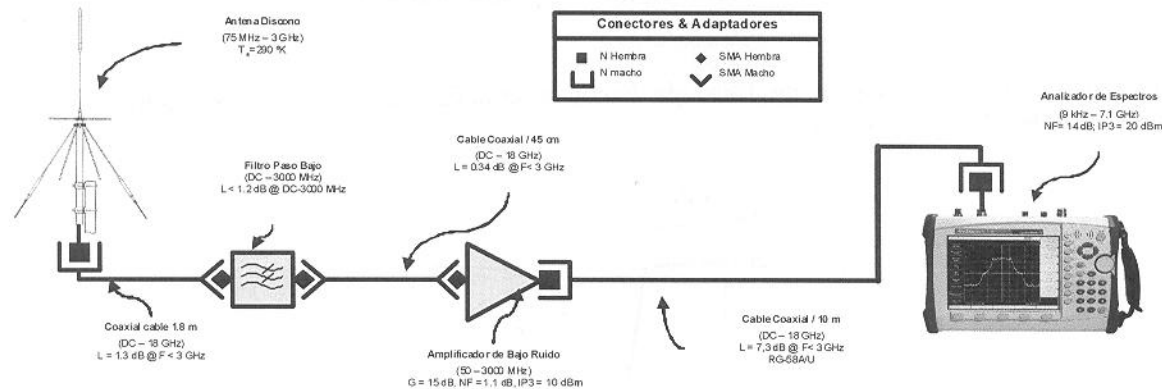 Antena Discono
(75 MHz – 3 GHz)
Tₐ=290 ºK
Conectores & Adaptadores
N Hembra
SMA Hembra
N macho
SMA Macho
Analizador de Espectros
(9 kHz – 7.1 GHz)
NF= 14 dB; IP3 = 20 dBm
Cable Coaxial / 45 cm
(DC – 18 GHz)
L = 0.34 dB @ F< 3 GHz
Filtro Paso Bajo
(DC – 3000 MHz)
L < 1.2 dB @ DC-3000 MHz
Coaxial cable 1.8 m
(DC – 18 GHz)
L = 1.3 dB @ F < 3 GHz
Amplificador de Bajo Ruido
(50 – 3000 MHz)
G = 15 dB, NF = 1.1 dB, IP3 = 10 dBm
Cable Coaxial / 10 m
(DC – 18 GHz)
L = 7,3 dB @ F< 3 GHz
RG-58A/U